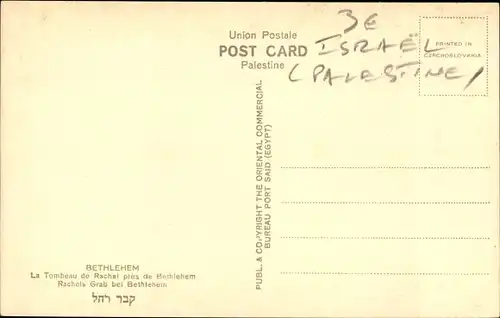 Union Postale
POST CARD
Palestine
3e
ISRAËL
(PALESTINE)
PRINTED IN
CZECHOSLOVAKIA
PUBL. & COPYRIGHT THE ORIENTAL COMMERCIAL
BUREAU PORT SAID (EGYPT)
BETHLEHEM
La Tombeau de Rachel près de Bethlehem
Rachels Grab bei Bethlehem
קבר רחל